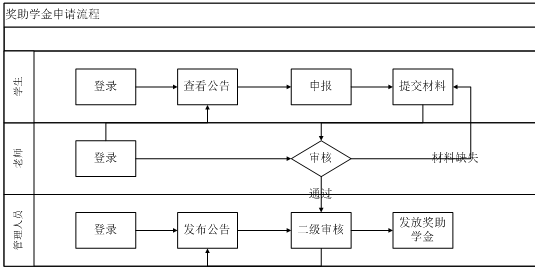 奖助学金申请流程
学生
登录
查看公告
申报
提交材料
老师
登录
审核
材料缺失
通过
管理人员
登录
发布公告
二级审核
发放奖助
学金